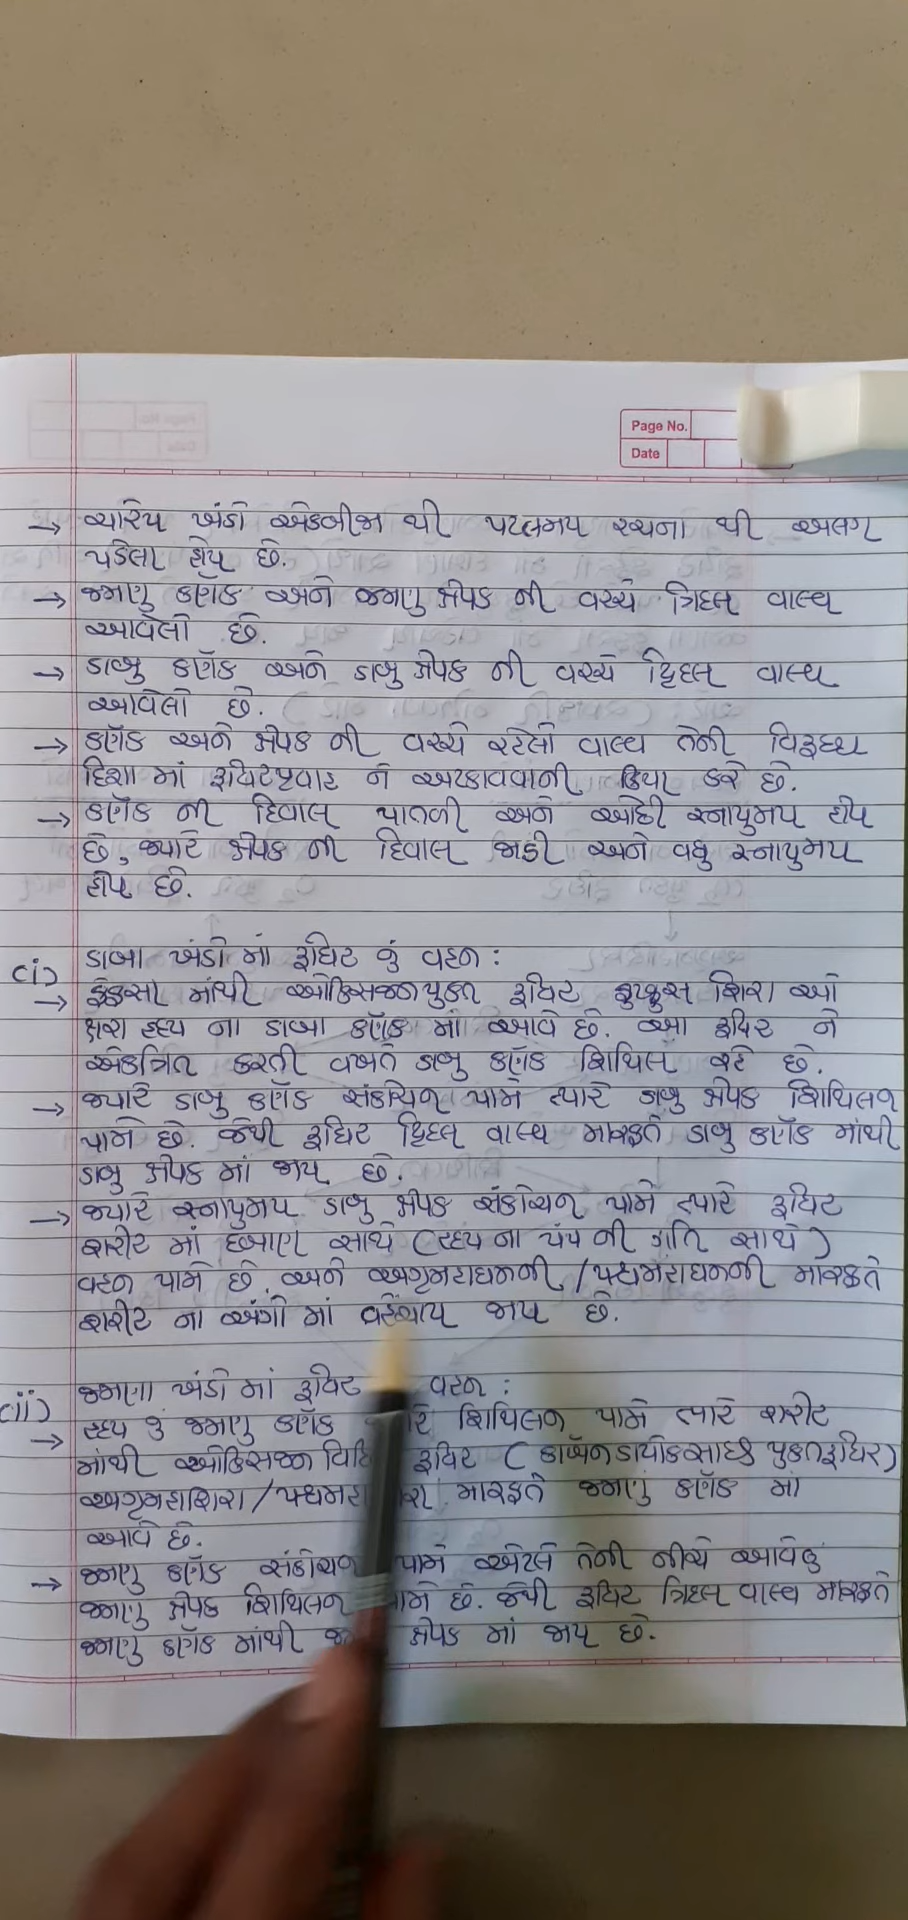 Page No.
Date
→ ચારેય ખંડો એકબીજા થી પટલમય રચના થી અલગ
પડેલા હોય છે.
→ જમણુ કર્ણક અને જમણુ ક્ષેપક ની વચ્ચે ત્રિદલ વાલ્વ
આવેલો છે.
→ ડાબુ કર્ણક અને ડાબુ ક્ષેપક ની વચ્ચે દ્વિદલ વાલ્વ
આવેલો છે.
→ કર્ણક અને ક્ષેપક ની વચ્ચે રહેલો વાલ્વ તેની વિરૂધ્ધ
દિશા માં રૂધિરપ્રવાહ ને અટકાવવાની ક્રિયા કરે છે.
→ કર્ણક ની દિવાલ પાતળી અને ઓછી સ્નાયુમય હોય
છે, જ્યારે ક્ષેપક ની દિવાલ જાડી અને વધુ સ્નાયુમય
હોય છે.
(i) ડાબા ખંડો માં રૂધિર નું વહન :
→ ફેફસા માંથી ઓક્સિજનયુક્ત રૂધિર ફુફ્ફુસ શિરા ઓ
દ્વારા હૃદય ના ડાબા કર્ણક માં આવે છે. આ રૂધિર ને
એકત્રિત કરતી વખતે ડાબુ કર્ણક શિથિલ રહે છે.
→ જ્યારે ડાબુ કર્ણક સંકોચન પામે ત્યારે ડાબુ ક્ષેપક શિથિલન
પામે છે. જેથી રૂધિર દ્વિદલ વાલ્વ મારફતે ડાબુ કર્ણક માંથી
ડાબુ ક્ષેપક માં જાય છે.
→ જ્યારે સ્નાયુમય ડાબુ ક્ષેપક સંકોચન પામે ત્યારે રૂધિર
શરીર માં દબાણ સાથે (હૃદય ના પંપ ની ગતિ સાથે)
વહન પામે છે અને અગ્રમહાધમની / પશ્ચમહાધમની મારફતે
શરીર ના અંગો માં વહેંચાય જાય છે.
(ii) જમણા ખંડો માં રૂધિર વહન :
→ હૃદય નું જમણુ કર્ણક શિથિલન પામે ત્યારે શરીર
માંથી ઓક્સિજન રૂધિર (કાર્બન ડાયોક્સાઇડ યુક્ત રૂધિર)
અગ્રમહાશિરા / મારફતે જમણું કર્ણક માં
આવે છે.
→ જમણુ કર્ણક સંકોચન પામે એટલે તેની નીચે આવેલુ
જમણુ ક્ષેપક શિથિલન પામે છે. જેથી રૂધિર ત્રિદલ વાલ્વ મારફતે
જમણુ કર્ણક માંથી ક્ષેપક માં જાય છે.